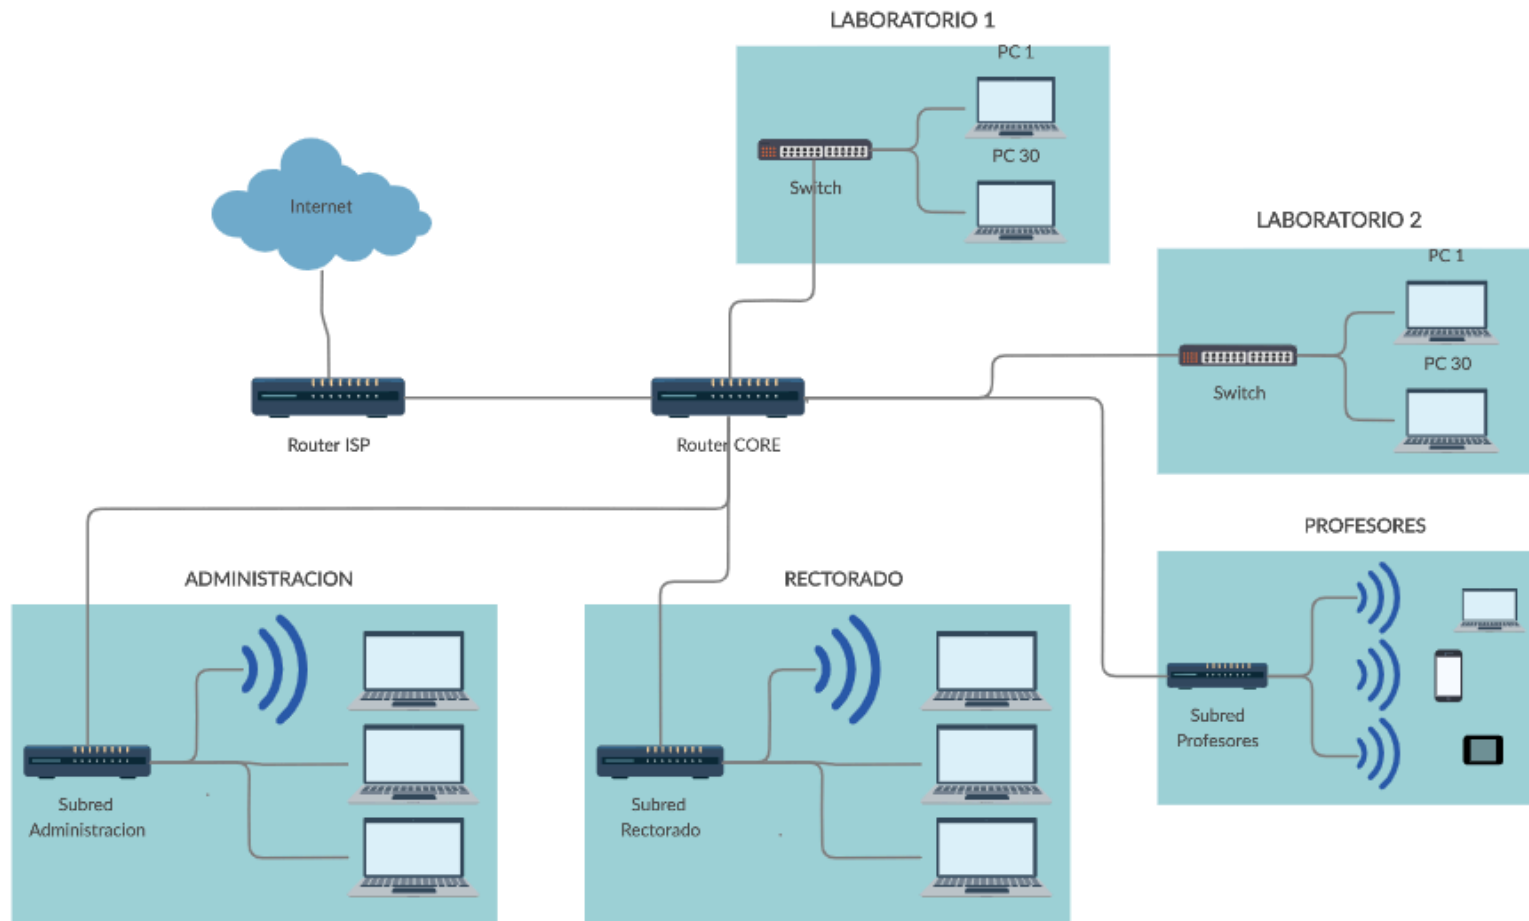 LABORATORIO 1
PC 1
PC 30
Switch
Internet
LABORATORIO 2
PC 1
PC 30
Switch
Router ISP
Router CORE
PROFESORES
Subred
Profesores
ADMINISTRACION
Subred
Administracion
RECTORADO
Subred
Rectorado